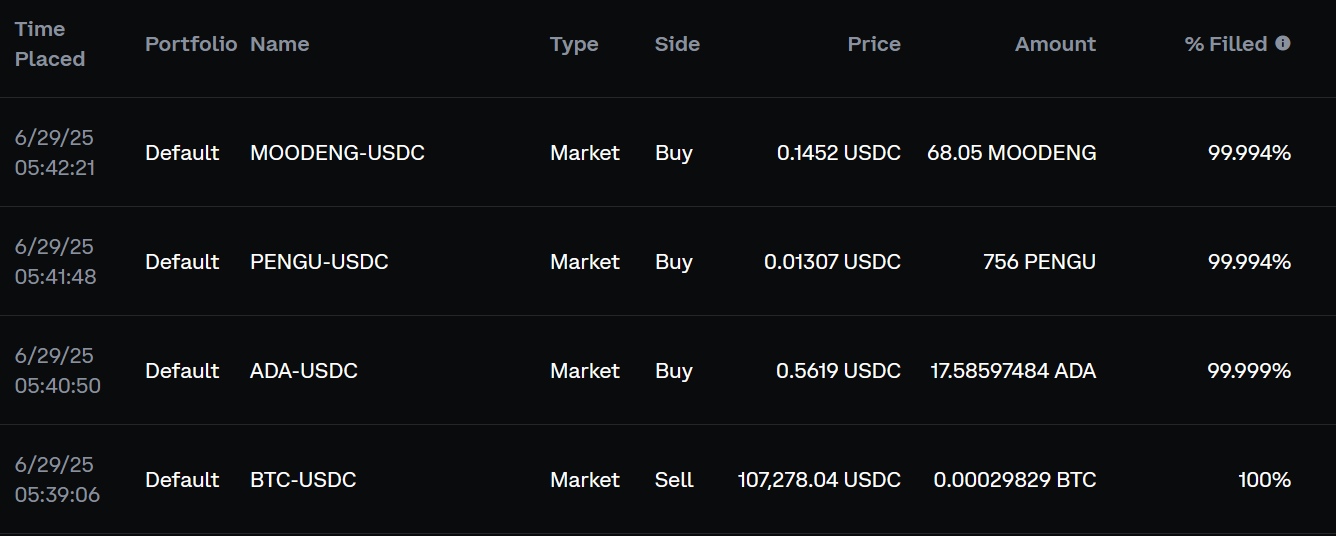 Time Placed Portfolio Name Type Side Price Amount % Filled
6/29/25 05:42:21 Default MOODENG-USDC Market Buy 0.1452 USDC 68.05 MOODENG 99.994%
6/29/25 05:41:48 Default PENGU-USDC Market Buy 0.01307 USDC 756 PENGU 99.994%
6/29/25 05:40:50 Default ADA-USDC Market Buy 0.5619 USDC 17.58597484 ADA 99.999%
6/29/25 05:39:06 Default BTC-USDC Market Sell 107,278.04 USDC 0.00029829 BTC 100%